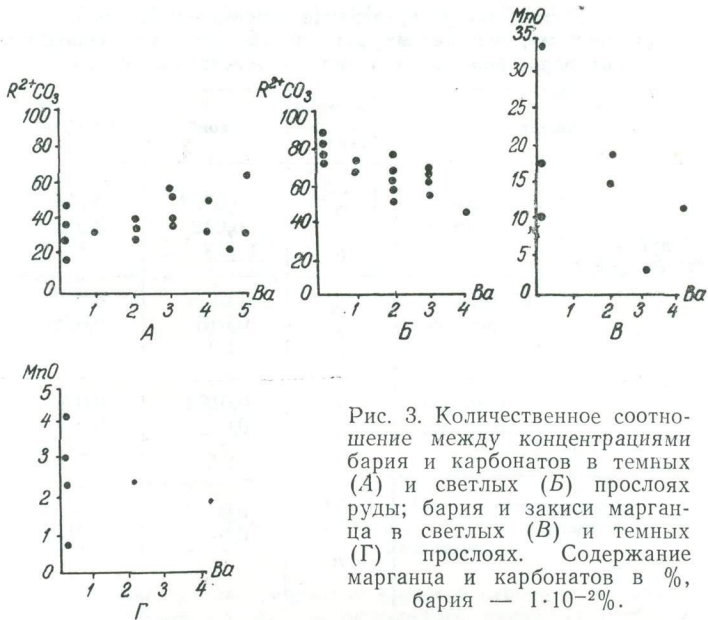 R²⁺CO₃
100
80
60
40
20
0
1 2 3 4 5 Ba
А
R²⁺CO₃
100
80
60
40
20
0
1 2 3 4 Ba
Б
MnO
35
30
25
20
15
10
5
0
1 2 3 4 Ba
В
MnO
5
4
3
2
1
0
1 2 3 4 Ba
Г
Рис. 3. Количественное соотно-
шение между концентрациями
бария и карбонатов в темных
(А) и светлых (Б) прослоях
руды; бария и закиси марган-
ца в светлых (В) и темных
(Г) прослоях. Содержание
марганца и карбонатов в %,
бария — 1·10⁻²%.